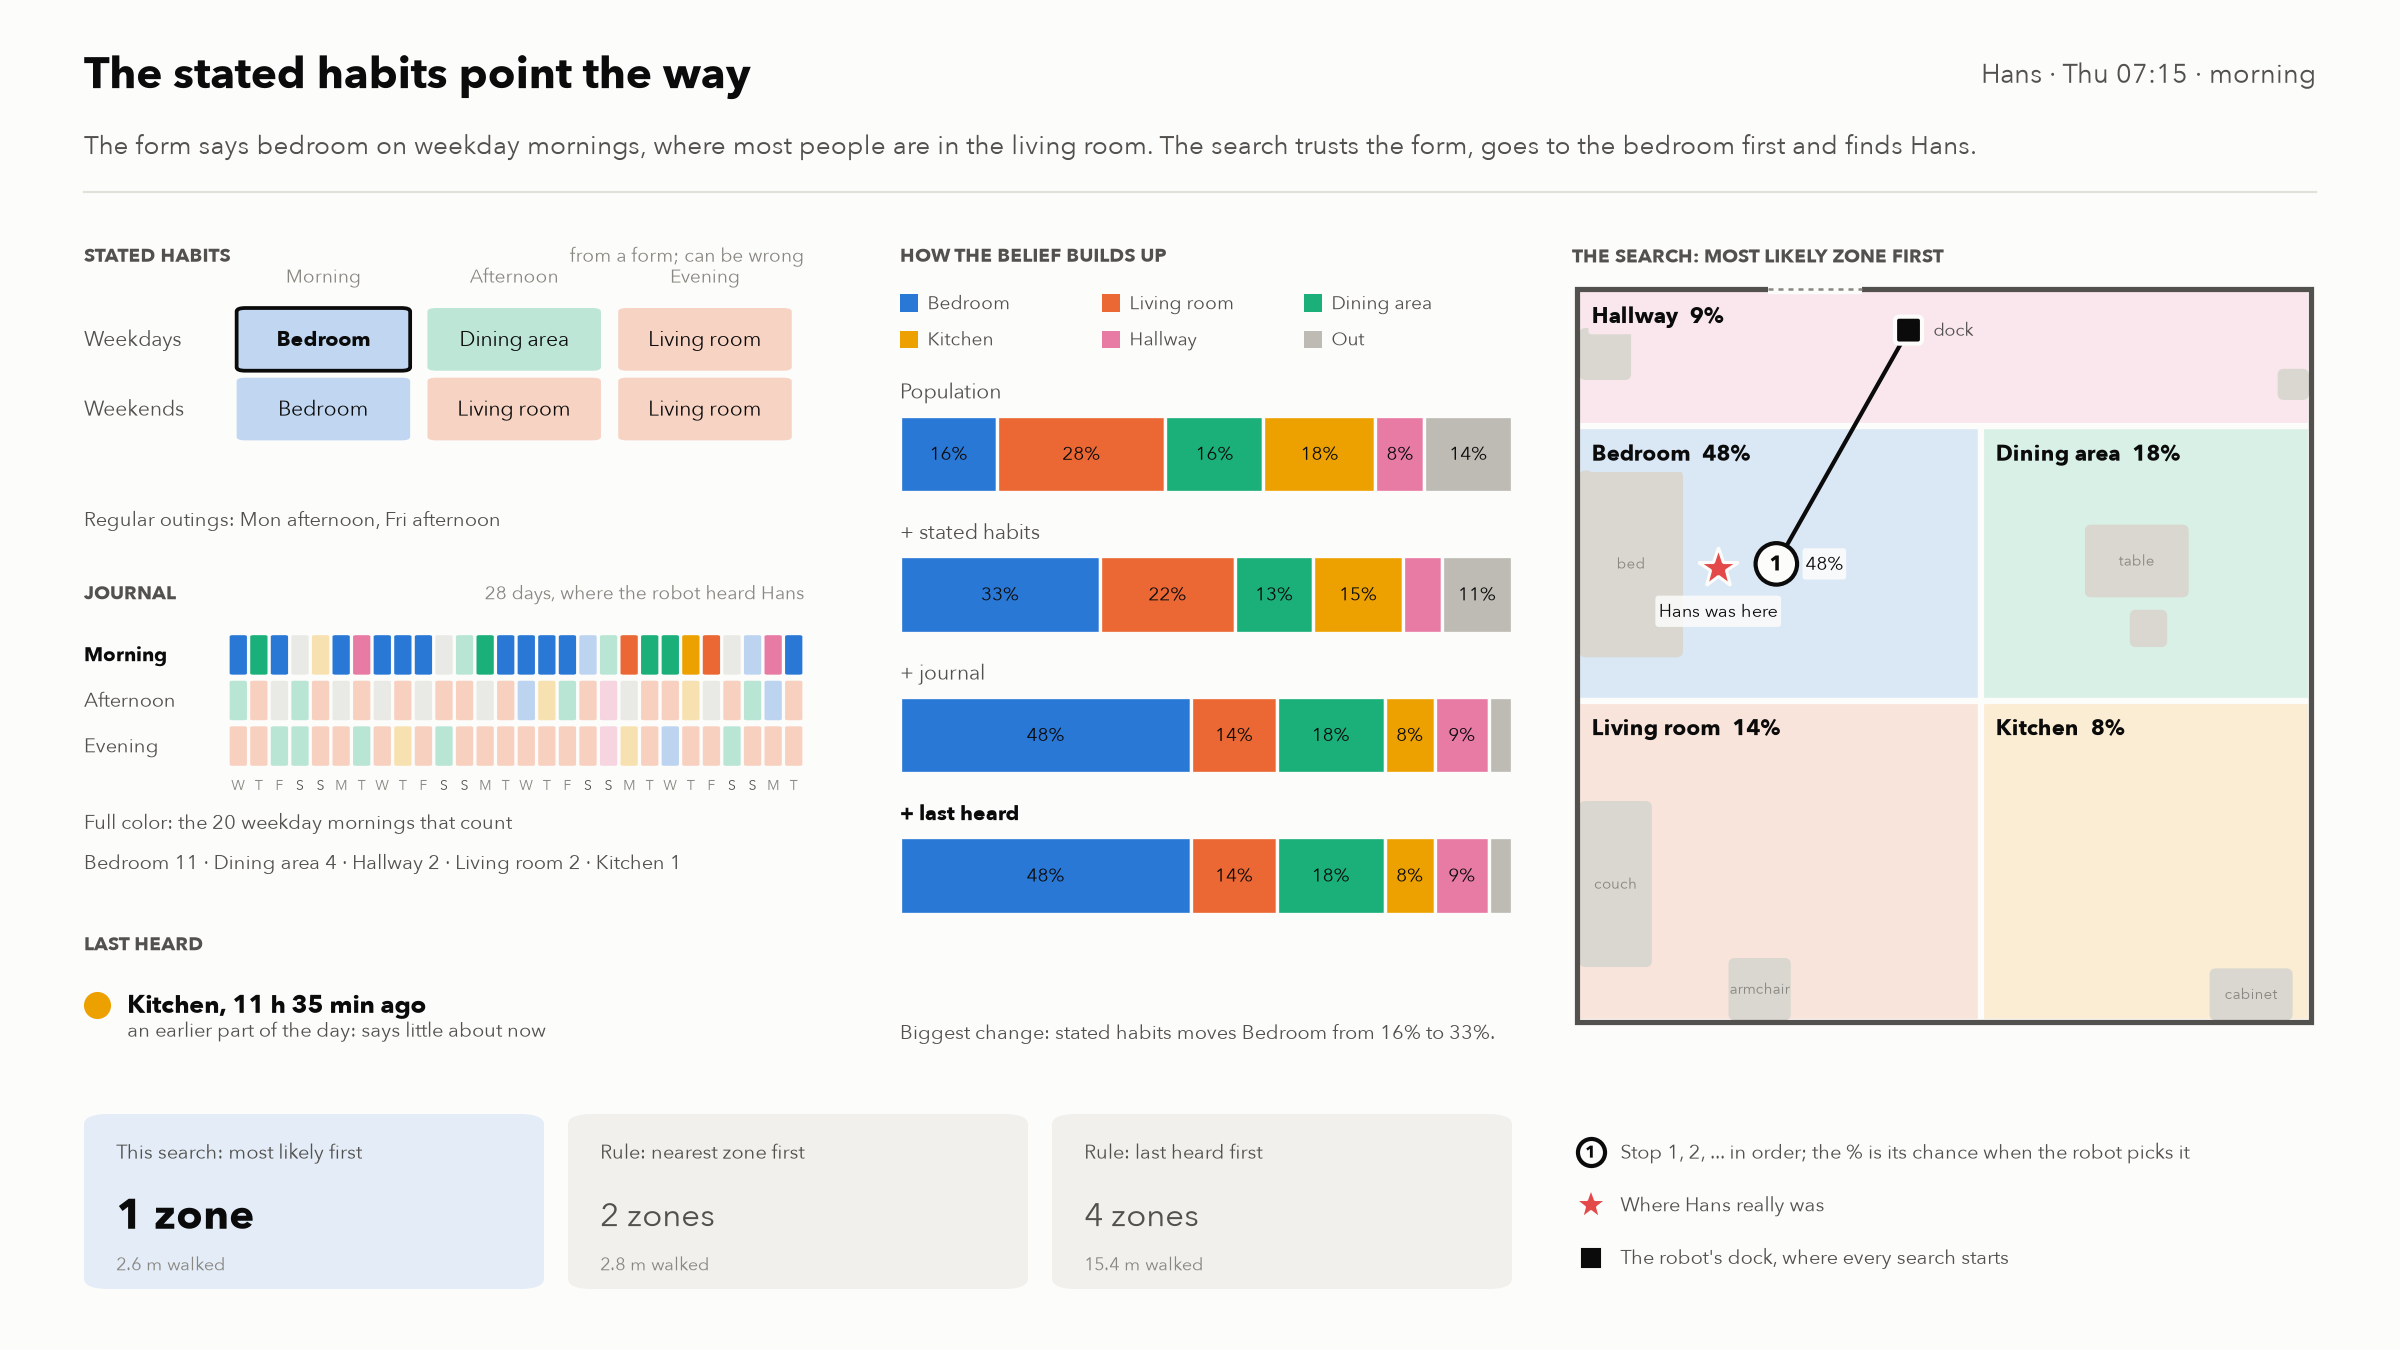 The stated habits point the way
Hans · Thu 07:15 · morning
The form says bedroom on weekday mornings, where most people are in the living room. The search trusts the form, goes to the bedroom first and finds Hans.
STATED HABITS
from a form; can be wrong
Morning Afternoon Evening
Weekdays Bedroom Dining area Living room
Weekends Bedroom Living room Living room
Regular outings: Mon afternoon, Fri afternoon
JOURNAL
28 days, where the robot heard Hans
Morning
Afternoon
Evening
W T F S S M T W T F S S M T W T F S S M T W T F S S M T
Full color: the 20 weekday mornings that count
Bedroom 11 · Dining area 4 · Hallway 2 · Living room 2 · Kitchen 1
LAST HEARD
Kitchen, 11 h 35 min ago
an earlier part of the day: says little about now
HOW THE BELIEF BUILDS UP
Bedroom Living room Dining area
Kitchen Hallway Out
Population
16% 28% 16% 18% 8% 14%
+ stated habits
33% 22% 13% 15% 11%
+ journal
48% 14% 18% 8% 9%
+ last heard
48% 14% 18% 8% 9%
Biggest change: stated habits moves Bedroom from 16% to 33%.
THE SEARCH: MOST LIKELY ZONE FIRST
Hallway 9%
dock
Bedroom 48%
Dining area 18%
bed
1 48%
table
Hans was here
Living room 14%
Kitchen 8%
couch
armchair
cabinet
This search: most likely first
1 zone
2.6 m walked
Rule: nearest zone first
2 zones
2.8 m walked
Rule: last heard first
4 zones
15.4 m walked
1 Stop 1, 2, ... in order; the % is its chance when the robot picks it
Where Hans really was
The robot's dock, where every search starts